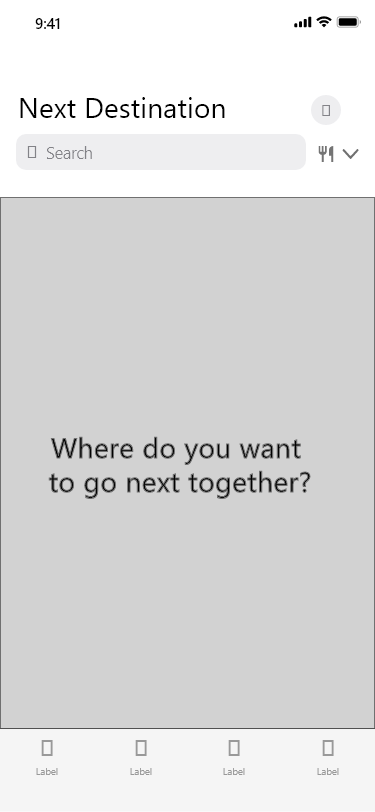 9:41
Next Destination
Search
Where do you want
to go next together?
Label
Label
Label
Label